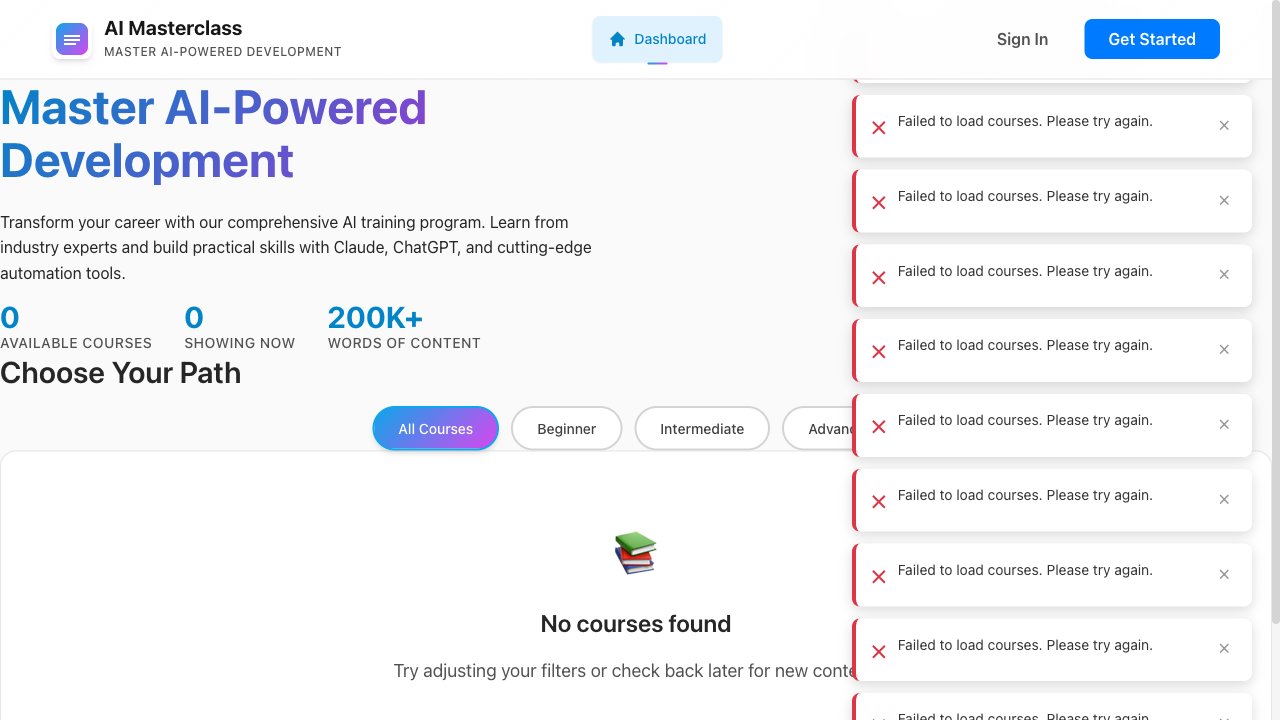 AI Masterclass
MASTER AI-POWERED DEVELOPMENT
Dashboard
Sign In
Get Started
Master AI-Powered
Development
Transform your career with our comprehensive AI training program. Learn from
industry experts and build practical skills with Claude, ChatGPT, and cutting-edge
automation tools.
0
AVAILABLE COURSES
0
SHOWING NOW
200K+
WORDS OF CONTENT
Choose Your Path
All Courses
Beginner
Intermediate
No courses found
Try adjusting your filters or check back later for new
Failed to load courses. Please try again.
Failed to load courses. Please try again.
Failed to load courses. Please try again.
Failed to load courses. Please try again.
Failed to load courses. Please try again.
Failed to load courses. Please try again.
Failed to load courses. Please try again.
Failed to load courses. Please try again.
Failed to load courses. Please try again.